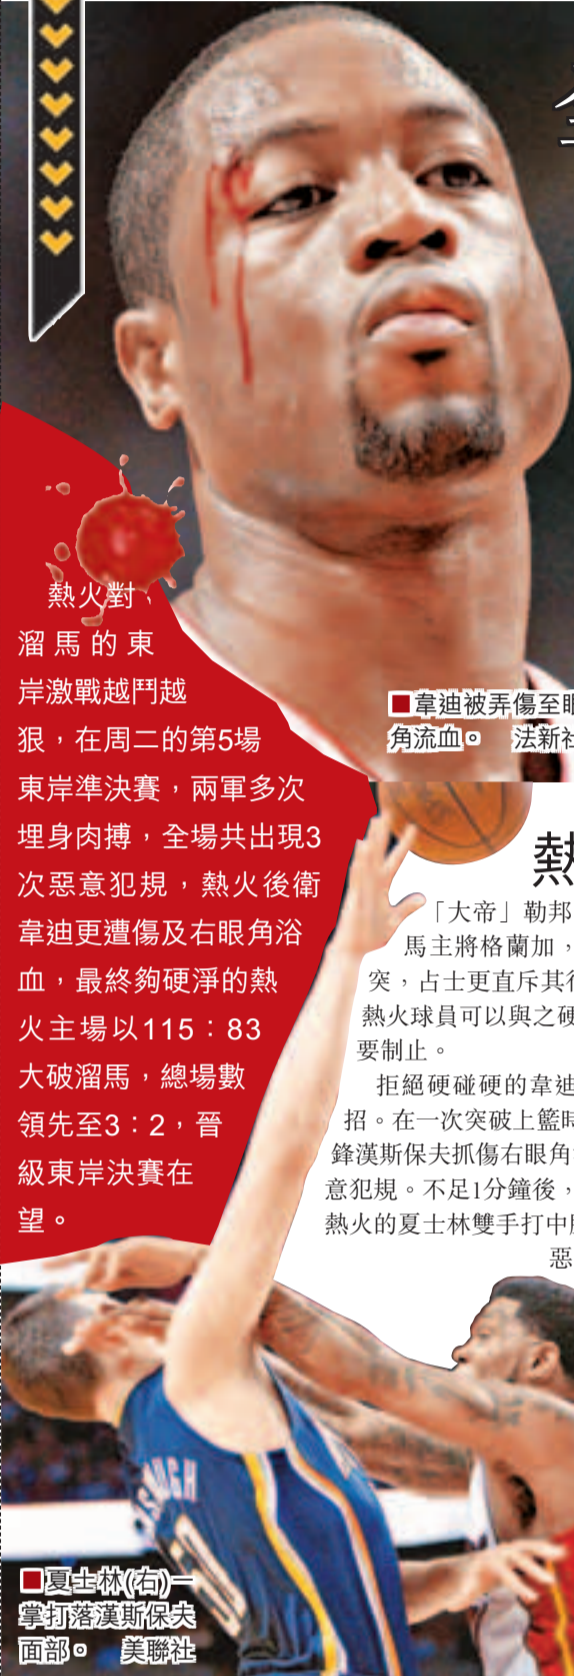 熱火對
溜馬的東
岸激戰越鬥越
狠，在周二的第5場
東岸準決賽，兩軍多次
埋身肉搏，全場共出現3
次惡意犯規，熱火後衛
韋迪更遭傷及右眼角浴
血，最終夠硬淨的熱
火主場以115：83
大破溜馬，總場數
領先至3：2，晉
級東岸決賽在
望。
■韋迪被弄傷至眼
角流血。 法新社
熱
「大帝」勒邦
馬主將格蘭加，
突，占士更直斥其行
熱火球員可以與之硬
要制止。
拒絕硬碰硬的韋迪
招。在一次突破上籃時
鋒漢斯保夫抓傷右眼角
意犯規。不足1分鐘後，
熱火的夏士林雙手打中
惡
■夏士林(右)一
掌打落漢斯保夫
面部。 美聯社